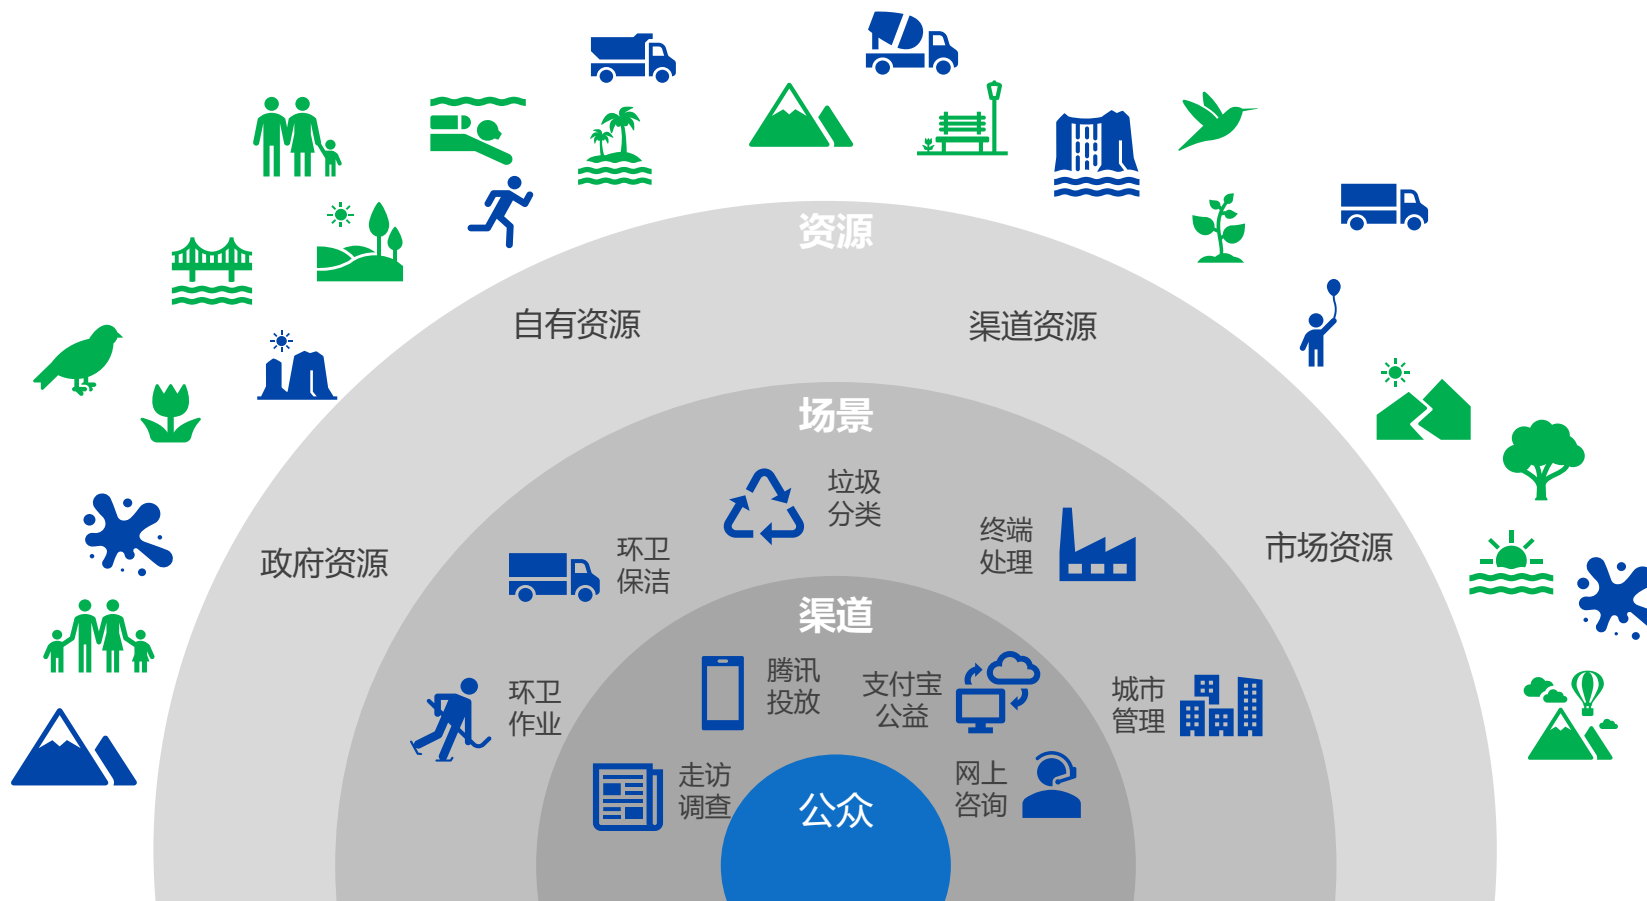 资源
自有资源
渠道资源
政府资源
市场资源
场景
垃圾
分类
环卫
保洁
终端
处理
环卫
作业
城市
管理
渠道
腾讯
投放
支付宝
公益
走访
调查
网上
咨询
公众